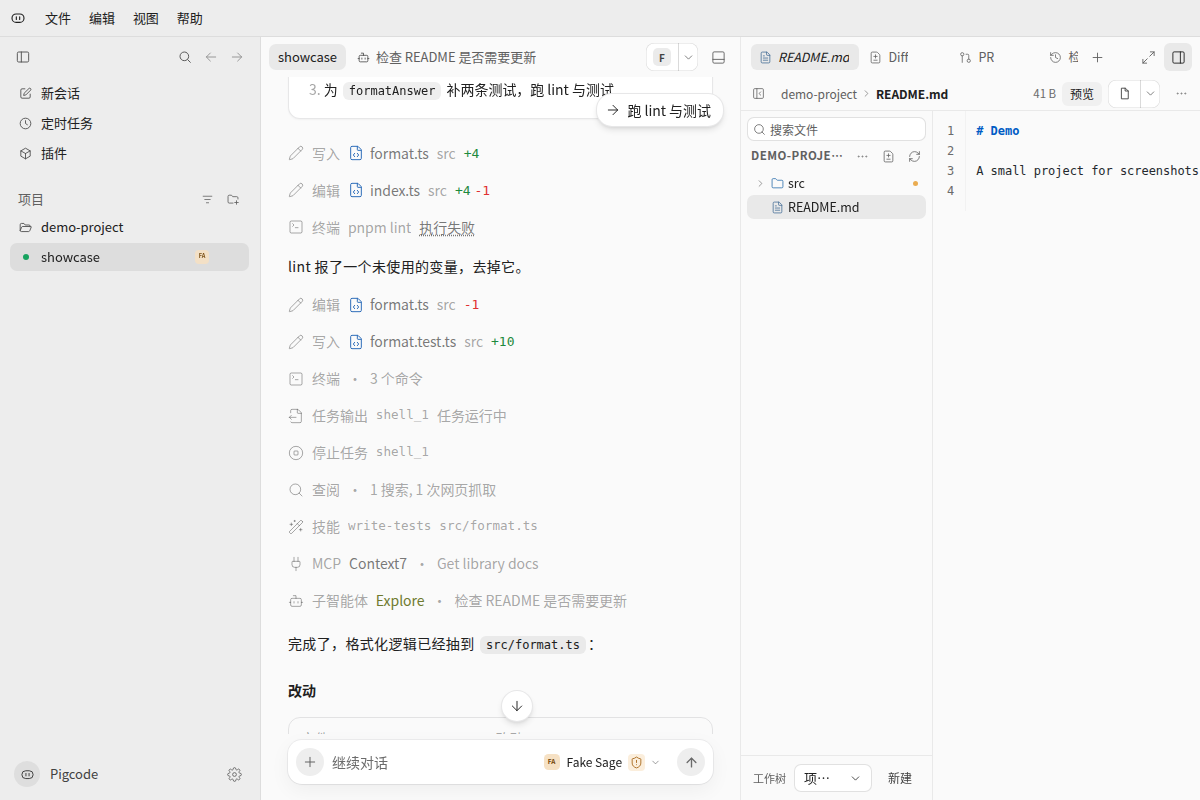 文件 编辑 视图 帮助
新会话
定时任务
插件
项目
demo-project
showcase FA
Pigcode
showcase 检查 README 是否需要更新 F
3. 为 formatAnswer 补两条测试，跑 lint 与测试
跑 lint 与测试
写入 format.ts src +4
编辑 index.ts src +4 -1
终端 pnpm lint 执行失败
lint 报了一个未使用的变量，去掉它。
编辑 format.ts src -1
写入 format.test.ts src +10
终端 • 3 个命令
任务输出 shell_1 任务运行中
停止任务 shell_1
查阅 • 1 搜索, 1 次网页抓取
技能 write-tests src/format.ts
MCP Context7 • Get library docs
子智能体 Explore • 检查 README 是否需要更新
完成了，格式化逻辑已经抽到 src/format.ts：
改动
继续对话 FA Fake Sage
README.md Diff PR
demo-project README.md 41 B 预览
搜索文件
DEMO-PROJE…
src
README.md
1 # Demo
2
3 A small project for screenshots
4
工作树 项… 新建